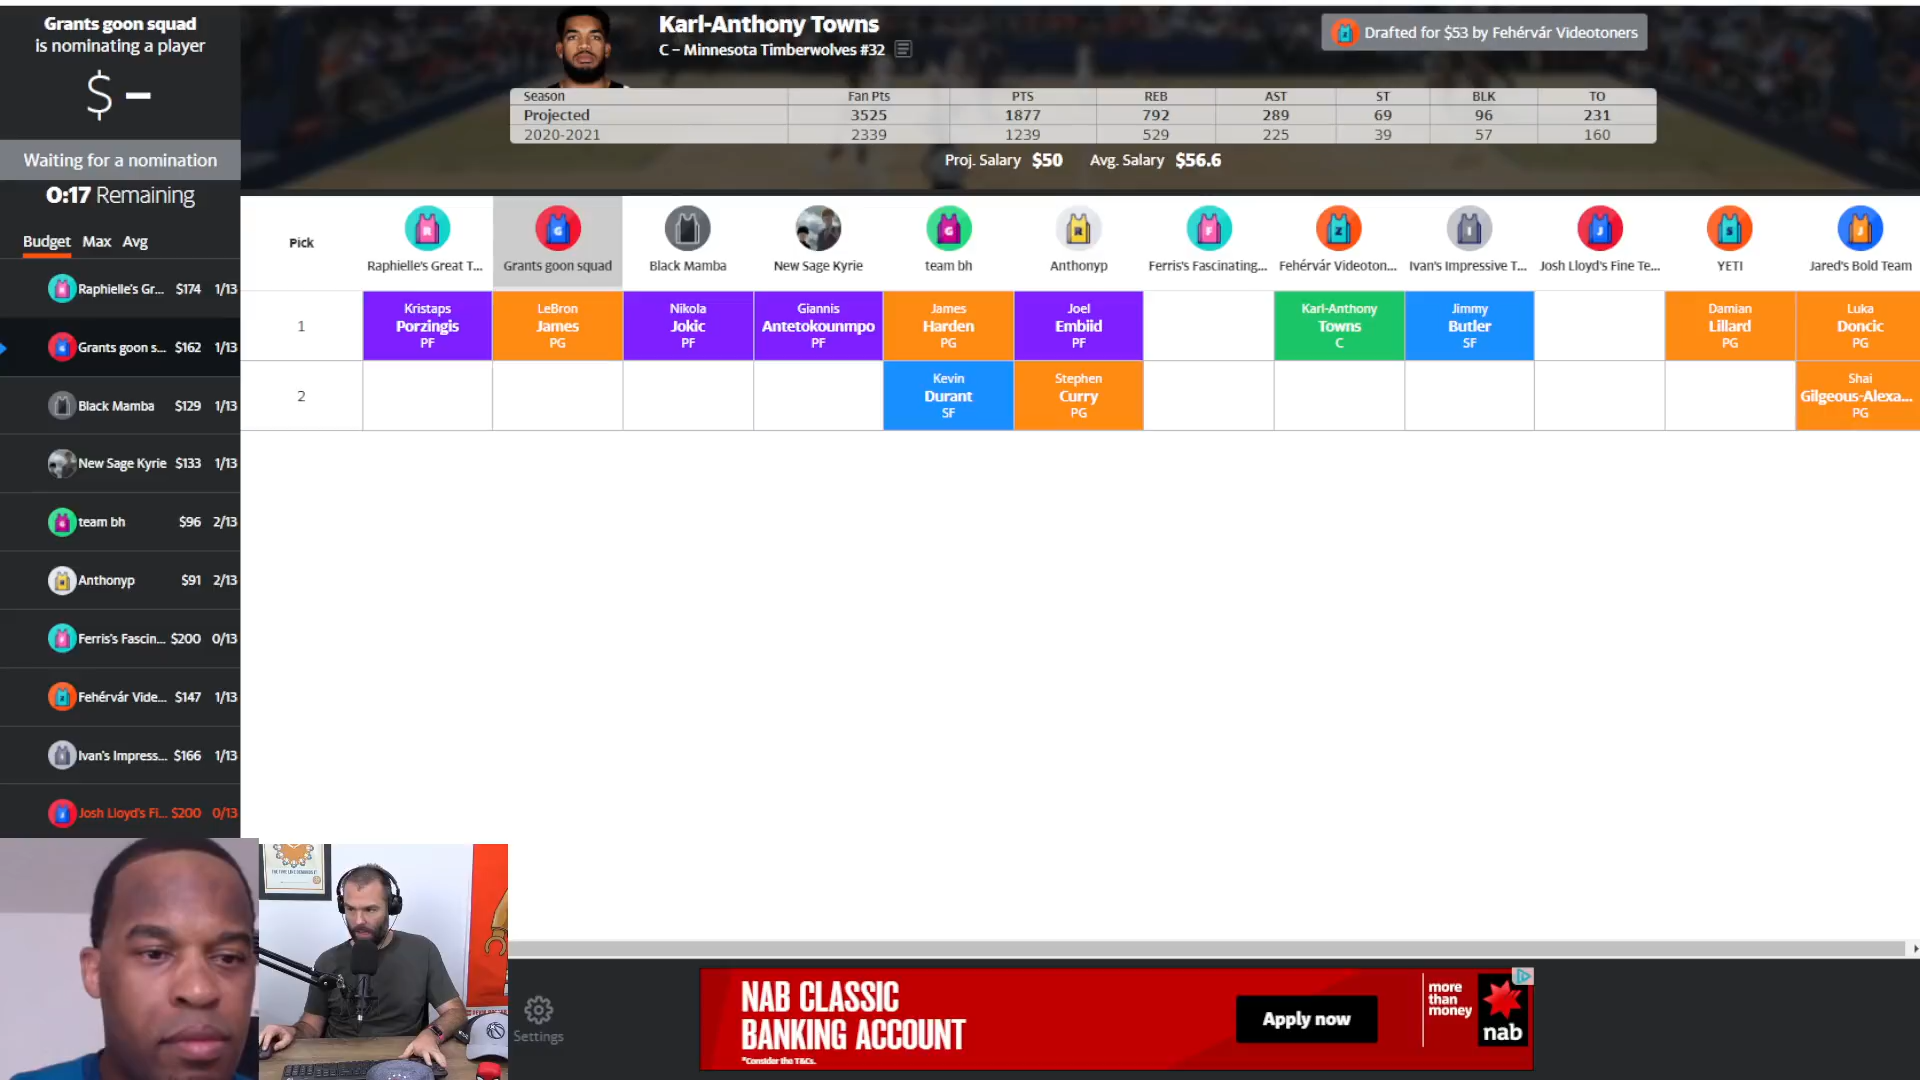 Grants goon squad
is nominating a player
$ –
Waiting for a nomination
0:17 Remaining
Budget Max Avg
Raphielle's Gr... $174 1/13
Grants goon s... $162 1/13
Black Mamba $129 1/13
New Sage Kyrie $133 1/13
team bh $96 2/13
Anthonyp $91 2/13
Ferris's Fascin... $200 0/13
Fehérvár Vide... $147 1/13
Ivan's Impress... $166 1/13
Josh Lloyd's Fi... $200 0/13
Karl-Anthony Towns
C – Minnesota Timberwolves #32
Drafted for $53 by Fehérvár Videotoners
Season Fan Pts PTS REB AST ST BLK TO
Projected 3525 1877 792 289 69 96 231
2020-2021 2339 1239 529 225 39 57 160
Proj. Salary $50 Avg. Salary $56.6
Pick
Raphielle's Great T... Grants goon squad Black Mamba New Sage Kyrie team bh Anthonyp Ferris's Fascinating... Fehérvár Videoton... Ivan's Impressive T... Josh Lloyd's Fine Te... YETI Jared's Bold Team
1
Kristaps LeBron Nikola Giannis James Joel Karl-Anthony Jimmy Damian Luka
Porzingis James Jokic Antetokounmpo Harden Embiid Towns Butler Lillard Doncic
PF PG PF PF PG PF C SF PG PG
2
Kevin Stephen Shai
Durant Curry Gilgeous-Alexa...
SF PG PG
Settings
NAB CLASSIC
BANKING ACCOUNT
*Consider the T&Cs.
Apply now
more
than
money
nab